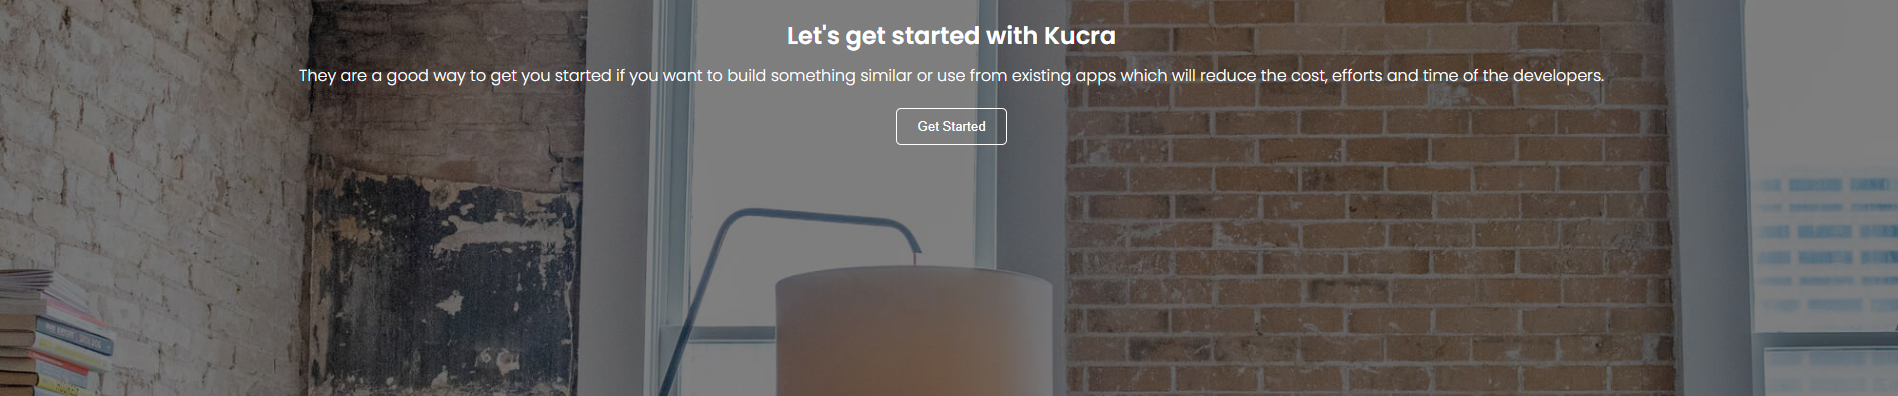 Let's get started with Kucra
They are a good way to get you started if you want to build something similar or use from existing apps which will reduce the cost, efforts and time of the developers.
Get Started